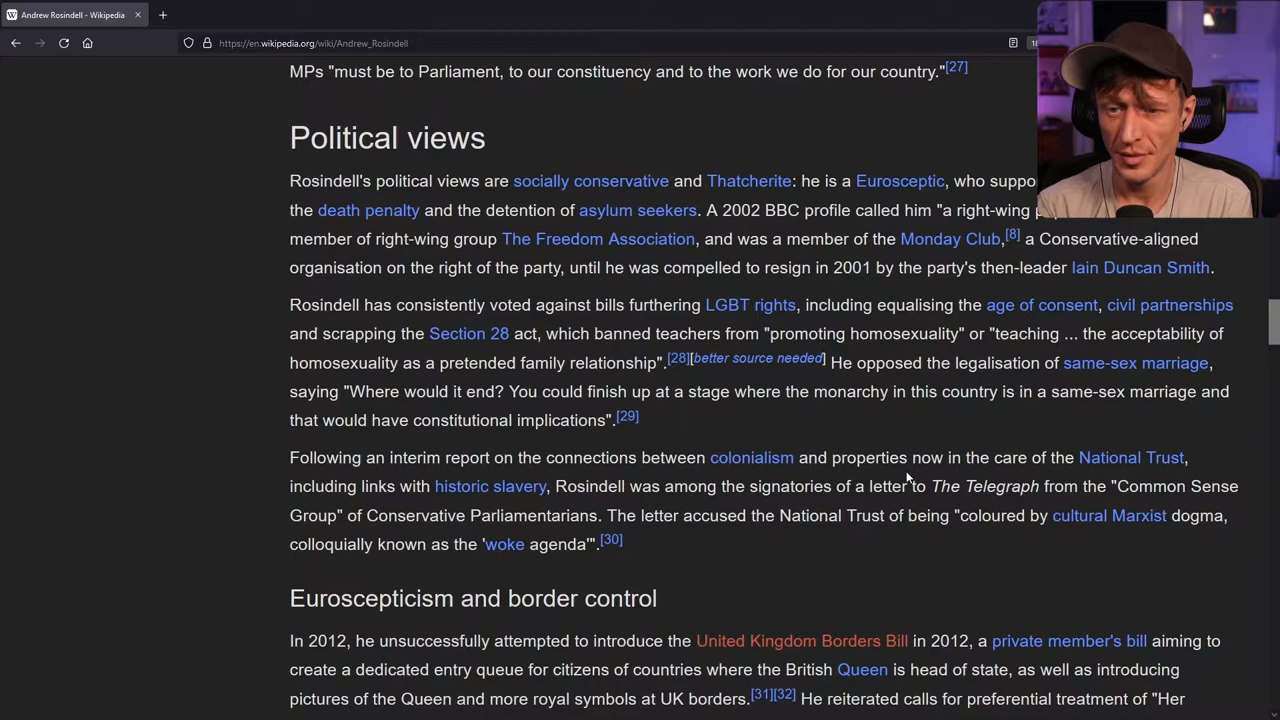 Andrew Rosindell - Wikipedia
https://en.wikipedia.org/wiki/Andrew_Rosindell
MPs "must be to Parliament, to our constituency and to the work we do for our country."[27]
Political views
Rosindell's political views are socially conservative and Thatcherite: he is a Eurosceptic, who
the death penalty and the detention of asylum seekers. A 2002 BBC profile called him "a right-wing
member of right-wing group The Freedom Association, and was a member of the Monday Club,[8] a Conservative-aligned
organisation on the right of the party, until he was compelled to resign in 2001 by the party's then-leader Iain Duncan Smith.
Rosindell has consistently voted against bills furthering LGBT rights, including equalising the age of consent, civil partnerships
and scrapping the Section 28 act, which banned teachers from "promoting homosexuality" or "teaching ... the acceptability of
homosexuality as a pretended family relationship".[28][better source needed] He opposed the legalisation of same-sex marriage,
saying "Where would it end? You could finish up at a stage where the monarchy in this country is in a same-sex marriage and
that would have constitutional implications".[29]
Following an interim report on the connections between colonialism and properties now in the care of the National Trust,
including links with historic slavery, Rosindell was among the signatories of a letter to The Telegraph from the "Common Sense
Group" of Conservative Parliamentarians. The letter accused the National Trust of being "coloured by cultural Marxist dogma,
colloquially known as the 'woke agenda'".[30]
Euroscepticism and border control
In 2012, he unsuccessfully attempted to introduce the United Kingdom Borders Bill in 2012, a private member's bill aiming to
create a dedicated entry queue for citizens of countries where the British Queen is head of state, as well as introducing
pictures of the Queen and more royal symbols at UK borders.[31][32] He reiterated calls for preferential treatment of "Her